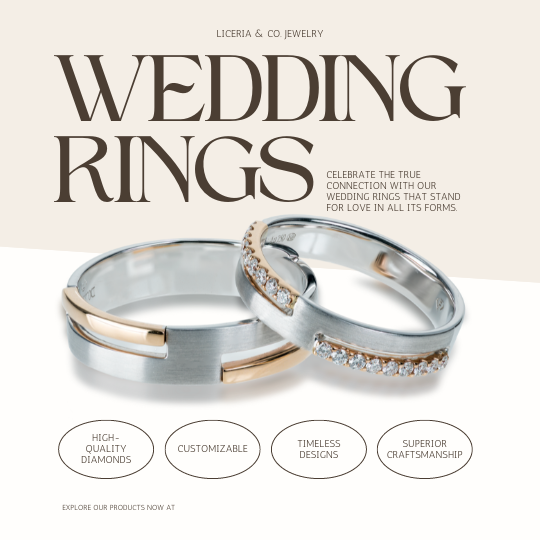 LICERIA & CO. JEWELRY
WEDDING
RINGS
CELEBRATE THE TRUE
CONNECTION WITH OUR
WEDDING RINGS THAT STAND
FOR LOVE IN ALL ITS FORMS.
HIGH-
QUALITY
DIAMONDS
CUSTOMIZABLE
TIMELESS
DESIGNS
SUPERIOR
CRAFTSMANSHIP
EXPLORE OUR PRODUCTS NOW AT